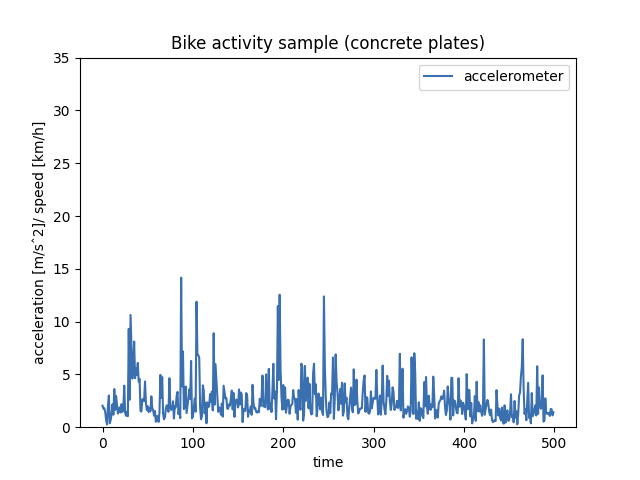 Bike activity sample (concrete plates)
accelerometer
35
30
25
20
15
10
5
0
acceleration [m/sˆ2]/ speed [km/h]
0 100 200 300 400 500
time